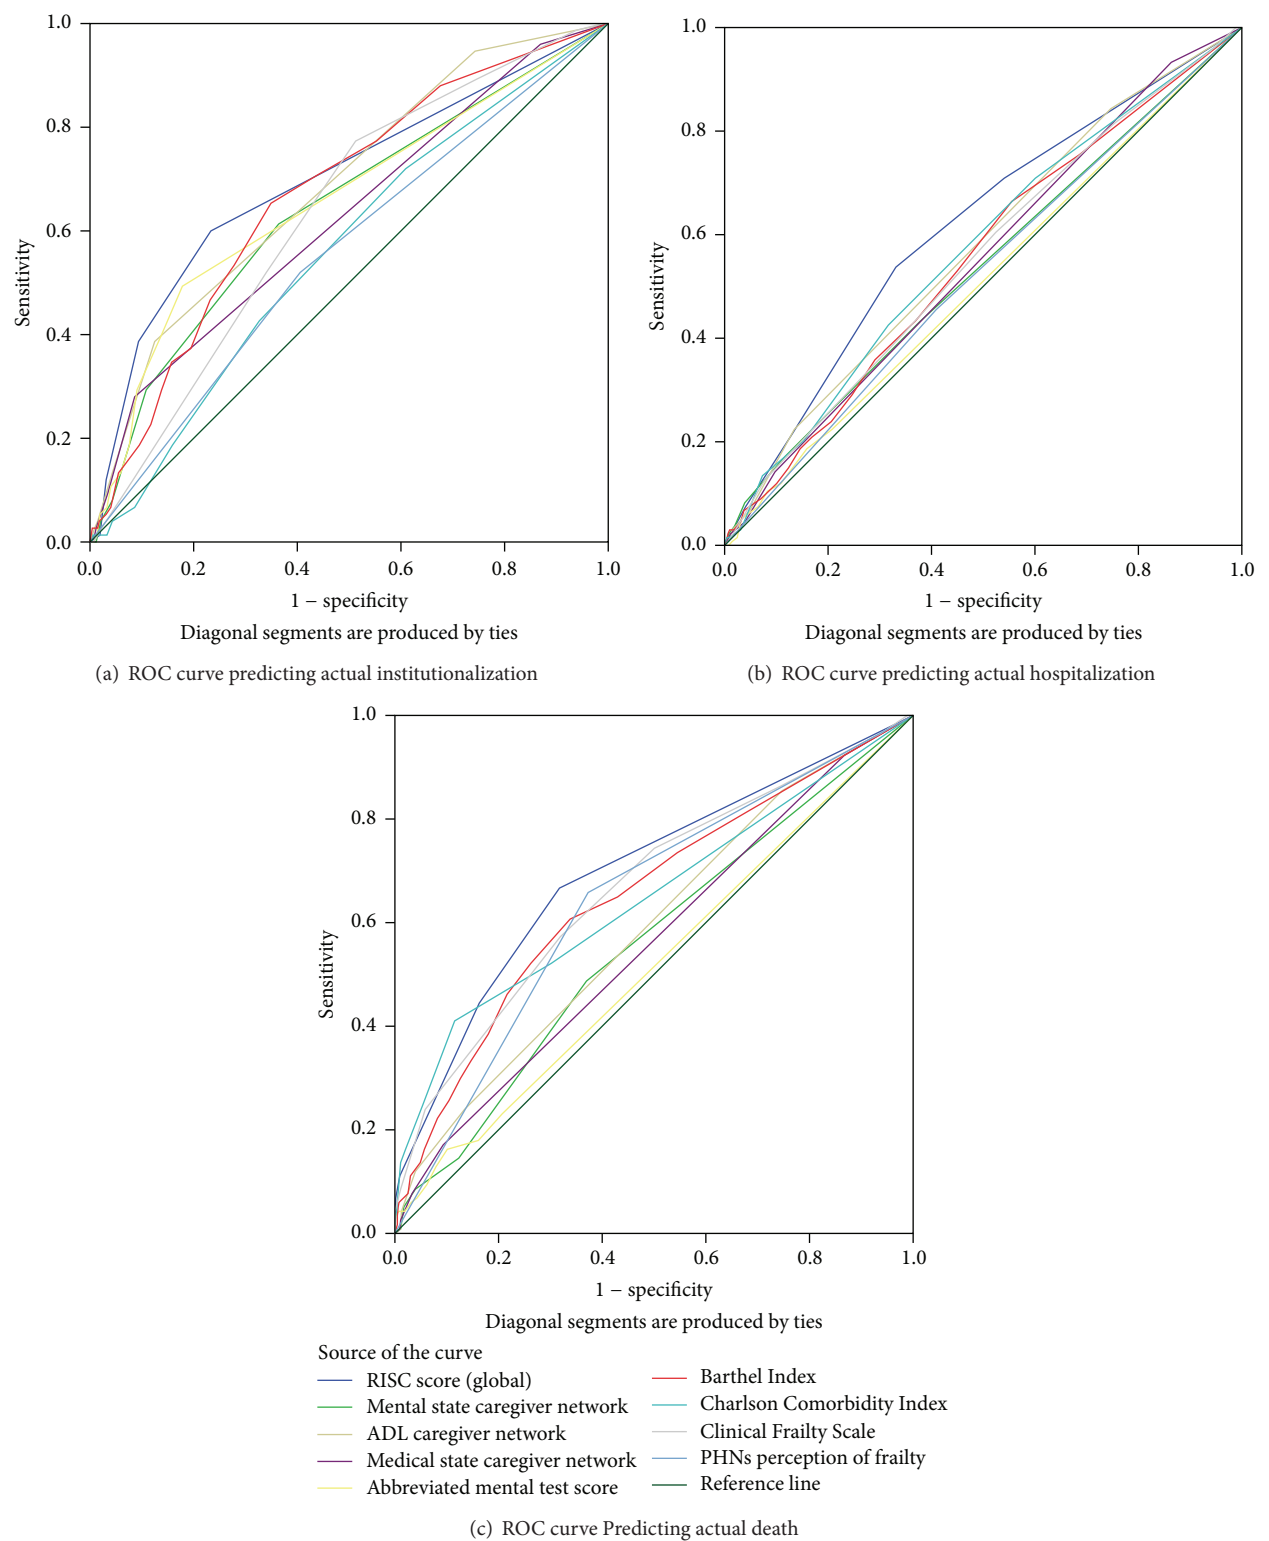 1.0
0.8
0.6
0.4
0.2
0.0
Sensitivity
0.0 0.2 0.4 0.6 0.8 1.0
1 − specificity
Diagonal segments are produced by ties
(a) ROC curve predicting actual institutionalization
1.0
0.8
0.6
0.4
0.2
0.0
Sensitivity
0.0 0.2 0.4 0.6 0.8 1.0
1 − specificity
Diagonal segments are produced by ties
(b) ROC curve predicting actual hospitalization
1.0
0.8
0.6
0.4
0.2
0.0
Sensitivity
0.0 0.2 0.4 0.6 0.8 1.0
1 − specificity
Diagonal segments are produced by ties
Source of the curve
RISC score (global)
Mental state caregiver network
ADL caregiver network
Medical state caregiver network
Abbreviated mental test score
Barthel Index
Charlson Comorbidity Index
Clinical Frailty Scale
PHNs perception of frailty
Reference line
(c) ROC curve Predicting actual death